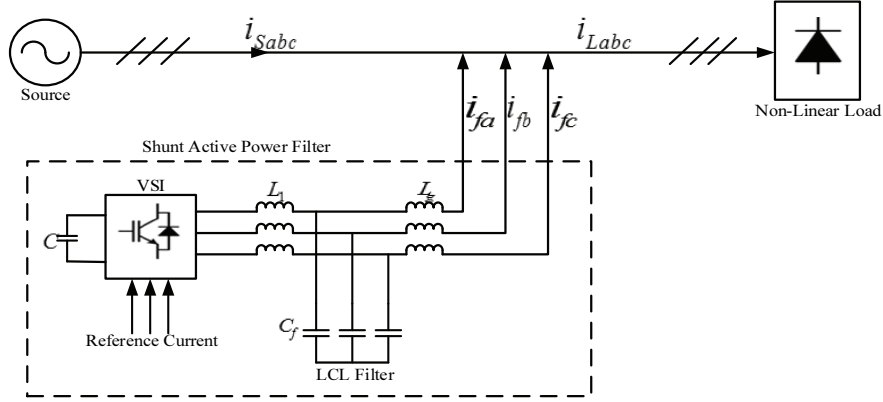 i_Sabc
i_Labc
Source
Non-Linear Load
i_fa i_fb i_fc
Shunt Active Power Filter
VSI
L_1
C
Reference Current
C_f
LCL Filter